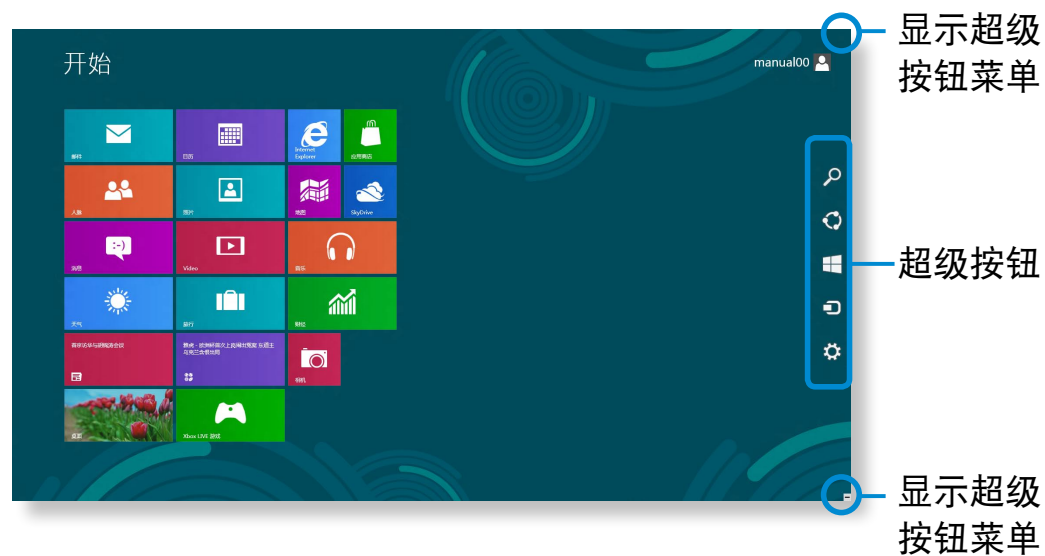 显示超级
按钮菜单
开始
manual00
邮件
日历
Internet
Explorer
应用商店
人脉
照片
地图
SkyDrive
消息
Video
音乐
天气
旅行
财经
相机
桌面
Xbox LIVE 游戏
超级按钮
显示超级
按钮菜单